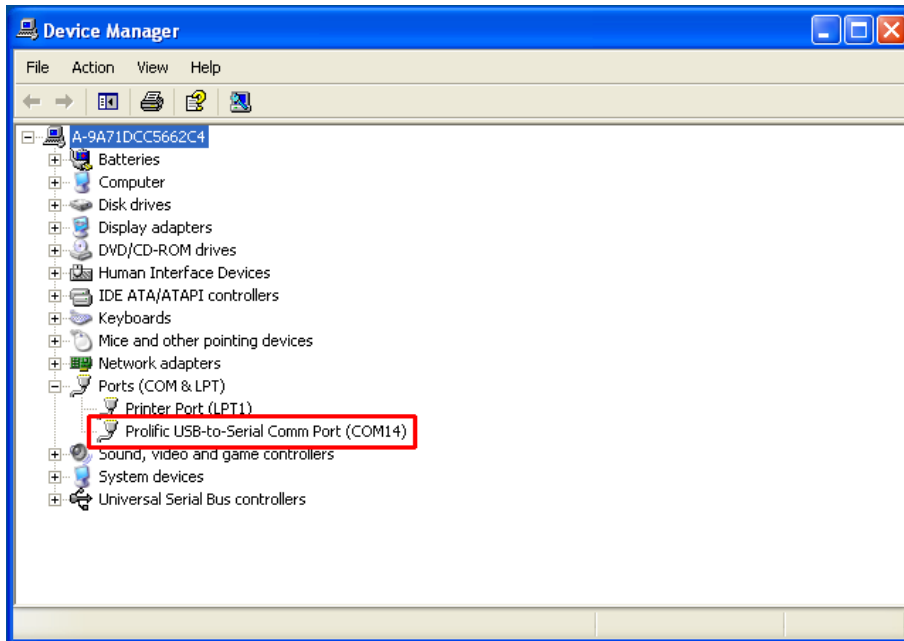 Device Manager
File Action View Help
A-9A71DCC5662C4
Batteries
Computer
Disk drives
Display adapters
DVD/CD-ROM drives
Human Interface Devices
IDE ATA/ATAPI controllers
Keyboards
Mice and other pointing devices
Network adapters
Ports (COM & LPT)
Printer Port (LPT1)
Prolific USB-to-Serial Comm Port (COM14)
Sound, video and game controllers
System devices
Universal Serial Bus controllers